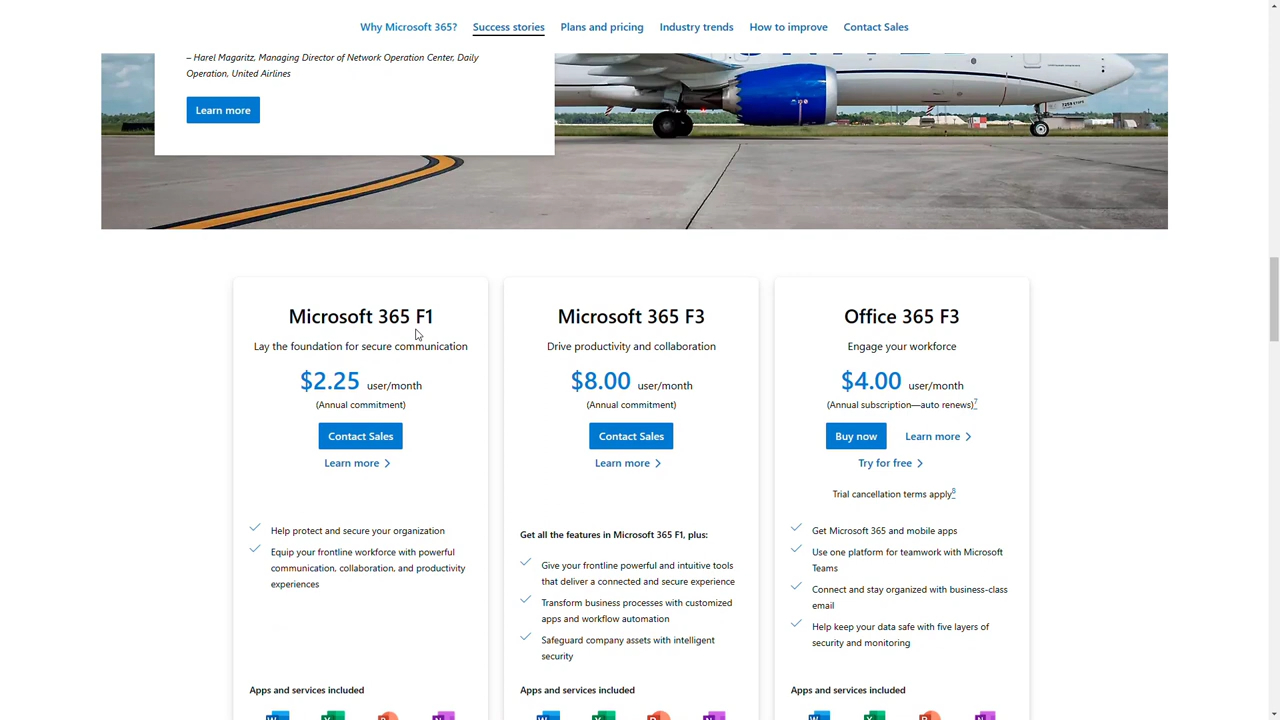 Why Microsoft 365?
Success stories
Plans and pricing
Industry trends
How to improve
Contact Sales
– Harel Magaritz, Managing Director of Network Operation Center, Daily
Operation, United Airlines
Learn more
Microsoft 365 F1
Lay the foundation for secure communication
$2.25 user/month
(Annual commitment)
Contact Sales
Learn more
Help protect and secure your organization
Equip your frontline workforce with powerful
communication, collaboration, and productivity
experiences
Apps and services included
Microsoft 365 F3
Drive productivity and collaboration
$8.00 user/month
(Annual commitment)
Contact Sales
Learn more
Get all the features in Microsoft 365 F1, plus:
Give your frontline powerful and intuitive tools
that deliver a connected and secure experience
Transform business processes with customized
apps and workflow automation
Safeguard company assets with intelligent
security
Apps and services included
Office 365 F3
Engage your workforce
$4.00 user/month
(Annual subscription—auto renews)7
Buy now
Learn more
Try for free
Trial cancellation terms apply8
Get Microsoft 365 and mobile apps
Use one platform for teamwork with Microsoft
Teams
Connect and stay organized with business-class
email
Help keep your data safe with five layers of
security and monitoring
Apps and services included